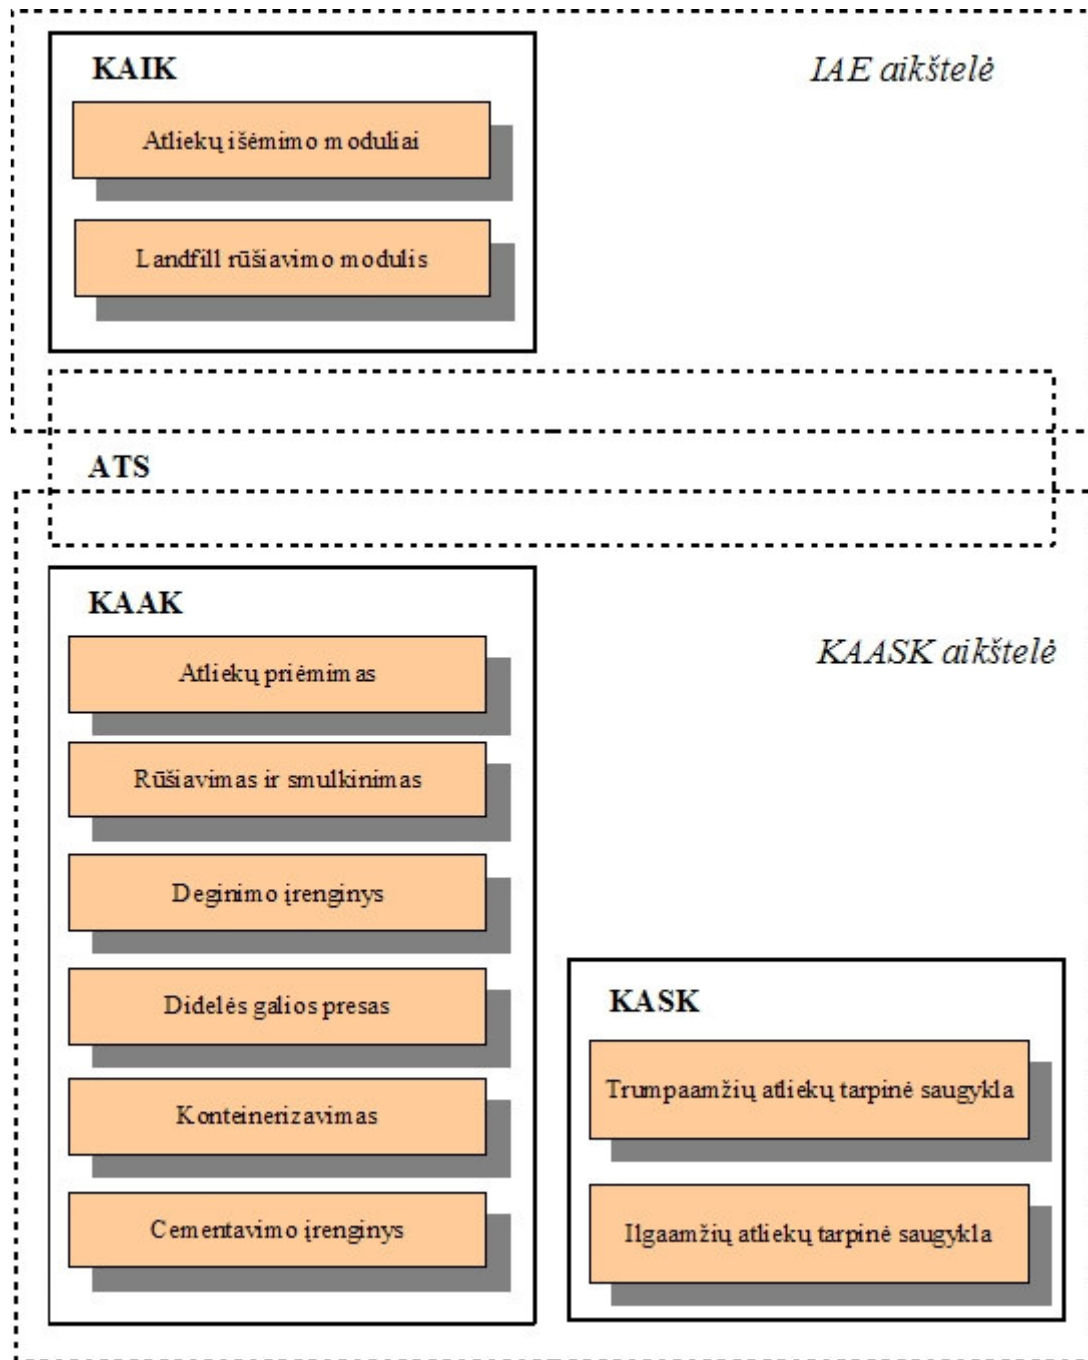 KAIK
IAE aikštelė
Atliekų išėmimo moduliai
Landfill rūšiavimo modulis
ATS
KAAK
KAASK aikštelė
Atliekų priėmimas
Rūšiavimas ir smulkinimas
Deginimo įrenginys
Didelės galios presas
Konteinerizavimas
Cementavimo įrenginys
KASK
Trumpaamžių atliekų tarpinė saugykla
Ilgaamžių atliekų tarpinė saugykla